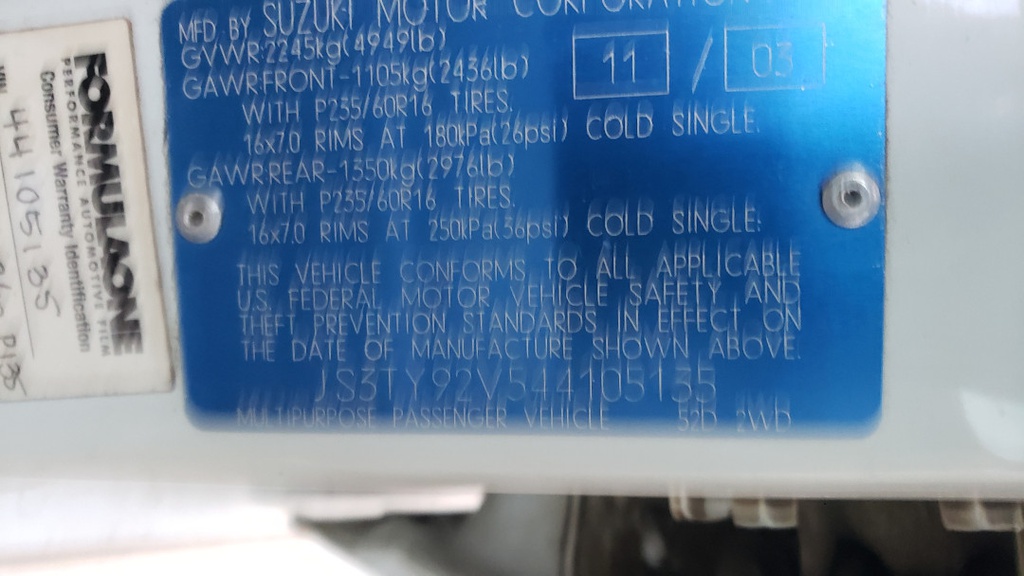 MFD. BY SUZUKI MOTOR CORPORATION
GVWR:2245kg(4949lb)
GAWR:FRONT-1105kg(2436lb)
11 / 03
WITH P235/60R16 TIRES.
16x7.0 RIMS AT 180kPa(26psi) COLD SINGLE.
GAWR:REAR-1350kg(2976lb)
WITH P235/60R16 TIRES.
16x7.0 RIMS AT 250kPa(36psi) COLD SINGLE.
THIS VEHICLE CONFORMS TO ALL APPLICABLE
U.S. FEDERAL MOTOR VEHICLE SAFETY AND
THEFT PREVENTION STANDARDS IN EFFECT ON
THE DATE OF MANUFACTURE SHOWN ABOVE.
JS3TY92V544105135
MULTIPURPOSE PASSENGER VEHICLE 52D 2WD
FORMULAONE
PERFORMANCE AUTOMOTIVE FILM
Consumer Warranty Identification
44105135